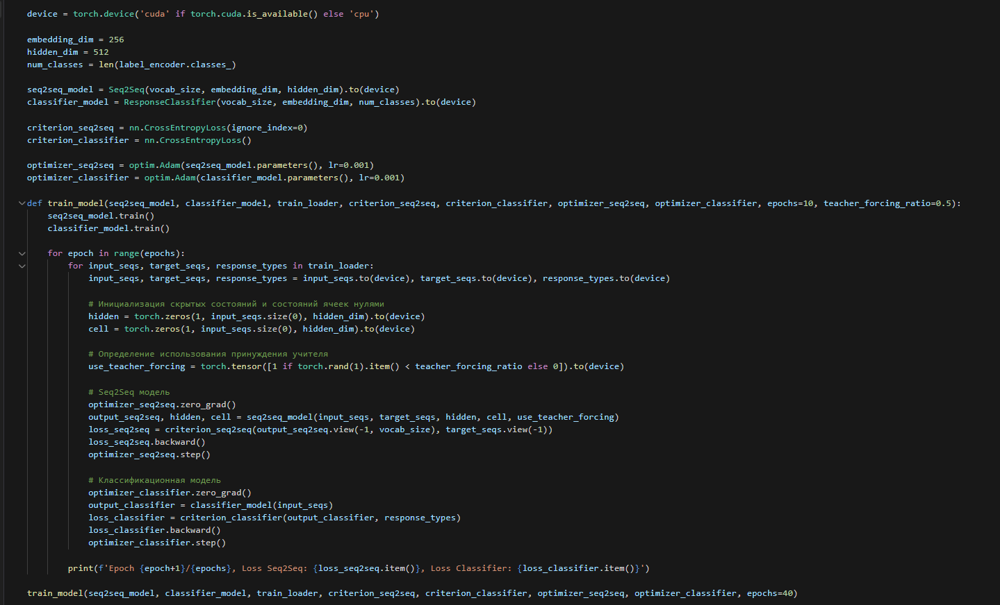 device = torch.device('cuda' if torch.cuda.is_available() else 'cpu')
embedding_dim = 256
hidden_dim = 512
num_classes = len(label_encoder.classes_)
seq2seq_model = Seq2Seq(vocab_size, embedding_dim, hidden_dim).to(device)
classifier_model = ResponseClassifier(vocab_size, embedding_dim, num_classes).to(device)
criterion_seq2seq = nn.CrossEntropyLoss(ignore_index=0)
criterion_classifier = nn.CrossEntropyLoss()
optimizer_seq2seq = optim.Adam(seq2seq_model.parameters(), lr=0.001)
optimizer_classifier = optim.Adam(classifier_model.parameters(), lr=0.001)
def train_model(seq2seq_model, classifier_model, train_loader, criterion_seq2seq, criterion_classifier, optimizer_seq2seq, optimizer_classifier, epochs=10, teacher_forcing_ratio=0.5):
    seq2seq_model.train()
    classifier_model.train()
    for epoch in range(epochs):
        for input_seqs, target_seqs, response_types in train_loader:
            input_seqs, target_seqs, response_types = input_seqs.to(device), target_seqs.to(device), response_types.to(device)
            # Инициализация скрытых состояний и состояний ячеек нулями
            hidden = torch.zeros(1, input_seqs.size(0), hidden_dim).to(device)
            cell = torch.zeros(1, input_seqs.size(0), hidden_dim).to(device)
            # Определение использования принуждения учителя
            use_teacher_forcing = torch.tensor([1 if torch.rand(1).item() < teacher_forcing_ratio else 0]).to(device)
            # Seq2Seq модель
            optimizer_seq2seq.zero_grad()
            output_seq2seq, hidden, cell = seq2seq_model(input_seqs, target_seqs, hidden, cell, use_teacher_forcing)
            loss_seq2seq = criterion_seq2seq(output_seq2seq.view(-1, vocab_size), target_seqs.view(-1))
            loss_seq2seq.backward()
            optimizer_seq2seq.step()
            # Классификационная модель
            optimizer_classifier.zero_grad()
            output_classifier = classifier_model(input_seqs)
            loss_classifier = criterion_classifier(output_classifier, response_types)
            loss_classifier.backward()
            optimizer_classifier.step()
        print(f'Epoch {epoch+1}/{epochs}, Loss Seq2Seq: {loss_seq2seq.item()}, Loss Classifier: {loss_classifier.item()}')
train_model(seq2seq_model, classifier_model, train_loader, criterion_seq2seq, criterion_classifier, optimizer_seq2seq, optimizer_classifier, epochs=40)